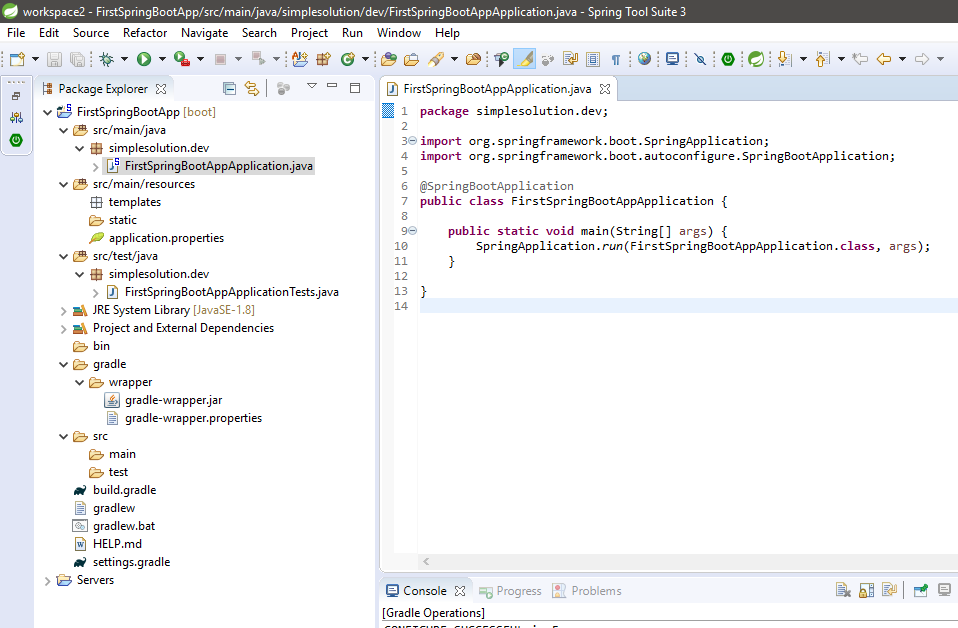 workspace2 - FirstSpringBootApp/src/main/java/simplesolution/dev/FirstSpringBootAppApplication.java - Spring Tool Suite 3
File Edit Source Refactor Navigate Search Project Run Window Help
Package Explorer
FirstSpringBootApp [boot]
src/main/java
simplesolution.dev
FirstSpringBootAppApplication.java
src/main/resources
templates
static
application.properties
src/test/java
simplesolution.dev
FirstSpringBootAppApplicationTests.java
JRE System Library [JavaSE-1.8]
Project and External Dependencies
bin
gradle
wrapper
gradle-wrapper.jar
gradle-wrapper.properties
src
main
test
build.gradle
gradlew
gradlew.bat
HELP.md
settings.gradle
Servers
FirstSpringBootAppApplication.java
1 package simplesolution.dev;
2
3 import org.springframework.boot.SpringApplication;
4 import org.springframework.boot.autoconfigure.SpringBootApplication;
5
6 @SpringBootApplication
7 public class FirstSpringBootAppApplication {
8
9 public static void main(String[] args) {
10 SpringApplication.run(FirstSpringBootAppApplication.class, args);
11 }
12
13 }
14
Console Progress Problems
[Gradle Operations]